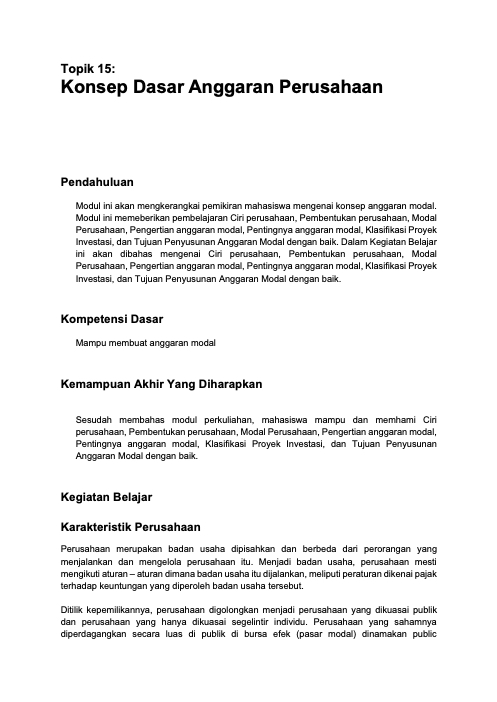 Topik 15:
Konsep Dasar Anggaran Perusahaan
Pendahuluan
Modul ini akan mengkerangkai pemikiran mahasiswa mengenai konsep anggaran modal.
Modul ini memeberikan pembelajaran Ciri perusahaan, Pembentukan perusahaan, Modal
Perusahaan, Pengertian anggaran modal, Pentingnya anggaran modal, Klasifikasi Proyek
Investasi, dan Tujuan Penyusunan Anggaran Modal dengan baik. Dalam Kegiatan Belajar
ini akan dibahas mengenai Ciri perusahaan, Pembentukan perusahaan, Modal
Perusahaan, Pengertian anggaran modal, Pentingnya anggaran modal, Klasifikasi Proyek
Investasi, dan Tujuan Penyusunan Anggaran Modal dengan baik.
Kompetensi Dasar
Mampu membuat anggaran modal
Kemampuan Akhir Yang Diharapkan
Sesudah membahas modul perkuliahan, mahasiswa mampu dan memhami Ciri
perusahaan, Pembentukan perusahaan, Modal Perusahaan, Pengertian anggaran modal,
Pentingnya anggaran modal, Klasifikasi Proyek Investasi, dan Tujuan Penyusunan
Anggaran Modal dengan baik.
Kegiatan Belajar
Karakteristik Perusahaan
Perusahaan merupakan badan usaha dipisahkan dan berbeda dari perorangan yang
menjalankan dan mengelola perusahaan itu. Menjadi badan usaha, perusahaan mesti
mengikuti aturan – aturan dimana badan usaha itu dijalankan, meliputi peraturan dikenai pajak
terhadap keuntungan yang diperoleh badan usaha tersebut.
Ditilik kepemilikannya, perusahaan digolongkan menjadi perusahaan yang dikuasai publik
dan perusahaan yang hanya dikuasai segelintir individu. Perusahaan yang sahamnya
diperdagangkan secara luas di publik di bursa efek (pasar modal) dinamakan public